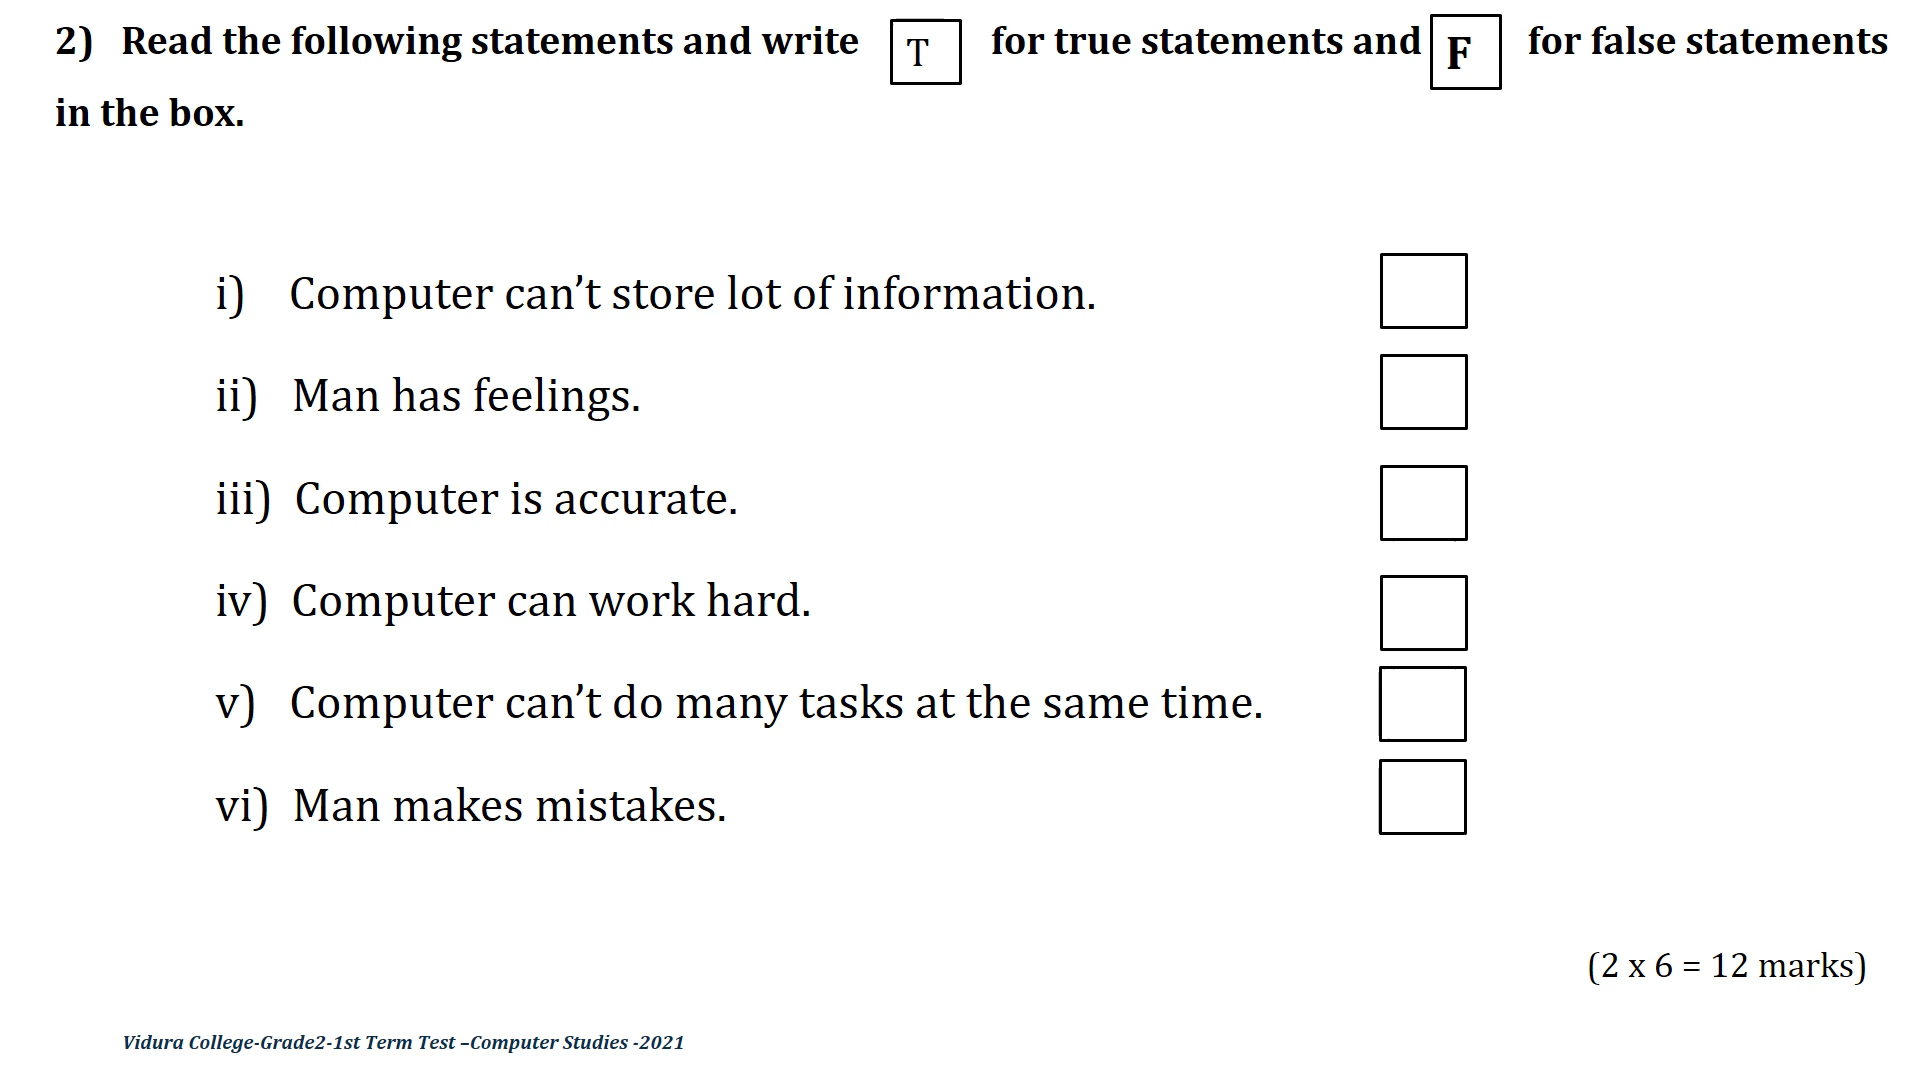 2) Read the following statements and write T for true statements and F for false statements
in the box.
i) Computer can’t store lot of information.
ii) Man has feelings.
iii) Computer is accurate.
iv) Computer can work hard.
v) Computer can’t do many tasks at the same time.
vi) Man makes mistakes.
(2 x 6 = 12 marks)
Vidura College-Grade2-1st Term Test –Computer Studies -2021